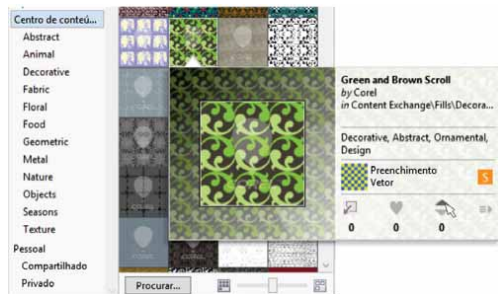 Centro de conteú...
Abstract
Animal
Decorative
Fabric
Floral
Food
Geometric
Metal
Nature
Objects
Seasons
Texture
Pessoal
Compartilhado
Privado
Procurar...
Green and Brown Scroll
by Corel
in Content Exchange\Fills\Decora...
Decorative, Abstract, Ornamental,
Design
Preenchimento
Vetor
S
0 0 0